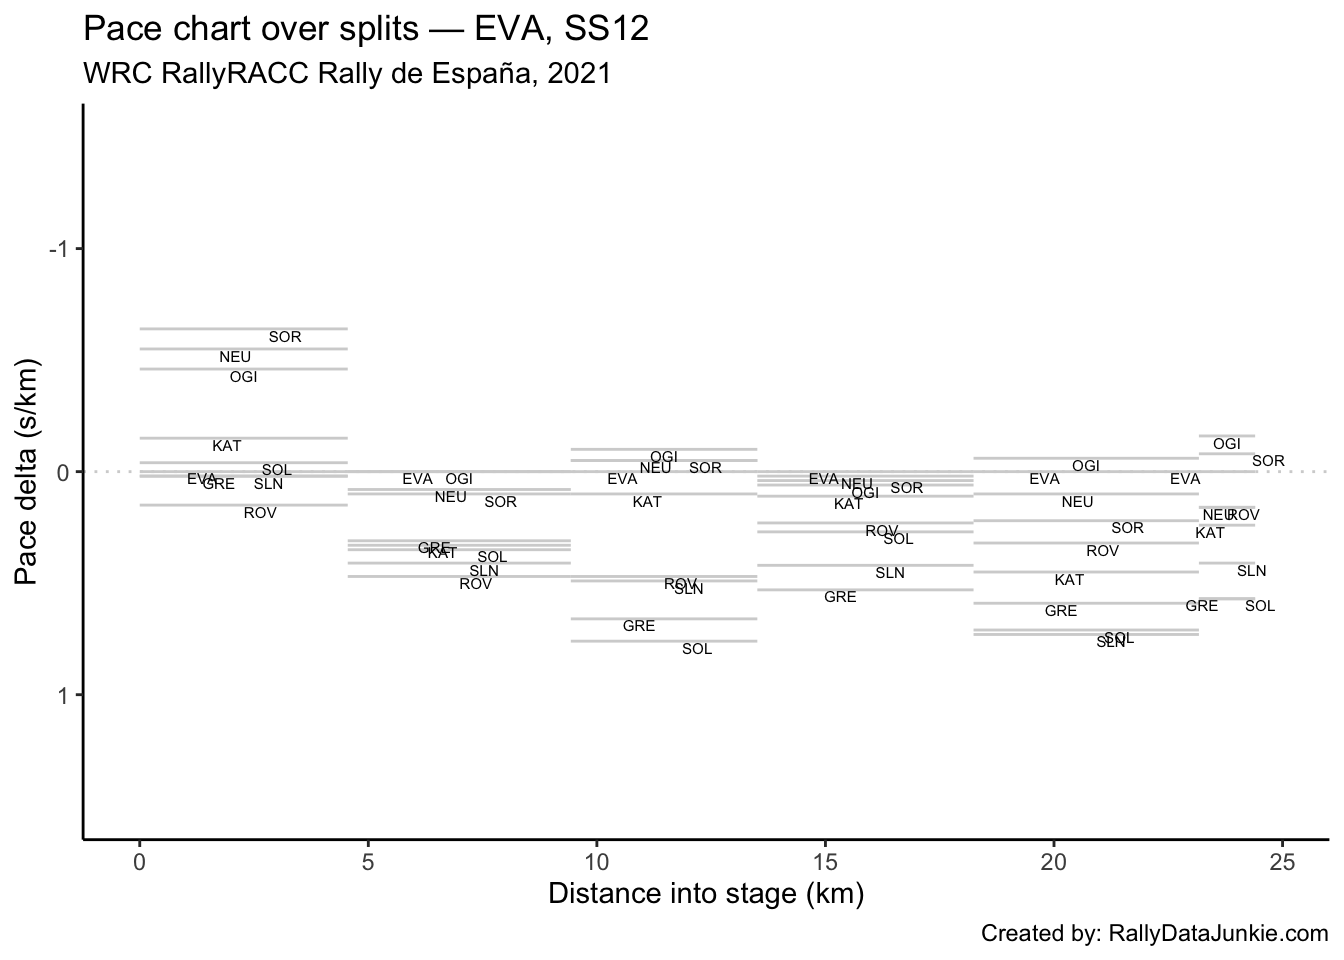 Pace chart over splits — EVA, SS12
WRC RallyRACC Rally de España, 2021
Pace delta (s/km)
-1
0
1
SOR
NEU
OGI
KAT
SOL
EVA
GRE SLN
ROV
EVA OGI
NEU
SOR
GRE
KAT
SOL
SLN
ROV
OGI
NEU SOR
EVA
KAT
ROV
SLN
GRE
SOL
EVA
NEU
SOR
OGI
KAT
ROV
SOL
SLN
GRE
OGI
EVA
NEU
SOR
ROV
KAT
GRE
SOL
SLN
OGI
SOR
EVA
NEU ROV
KAT
SLN
GRE SOL
0 5 10 15 20 25
Distance into stage (km)
Created by: RallyDataJunkie.com